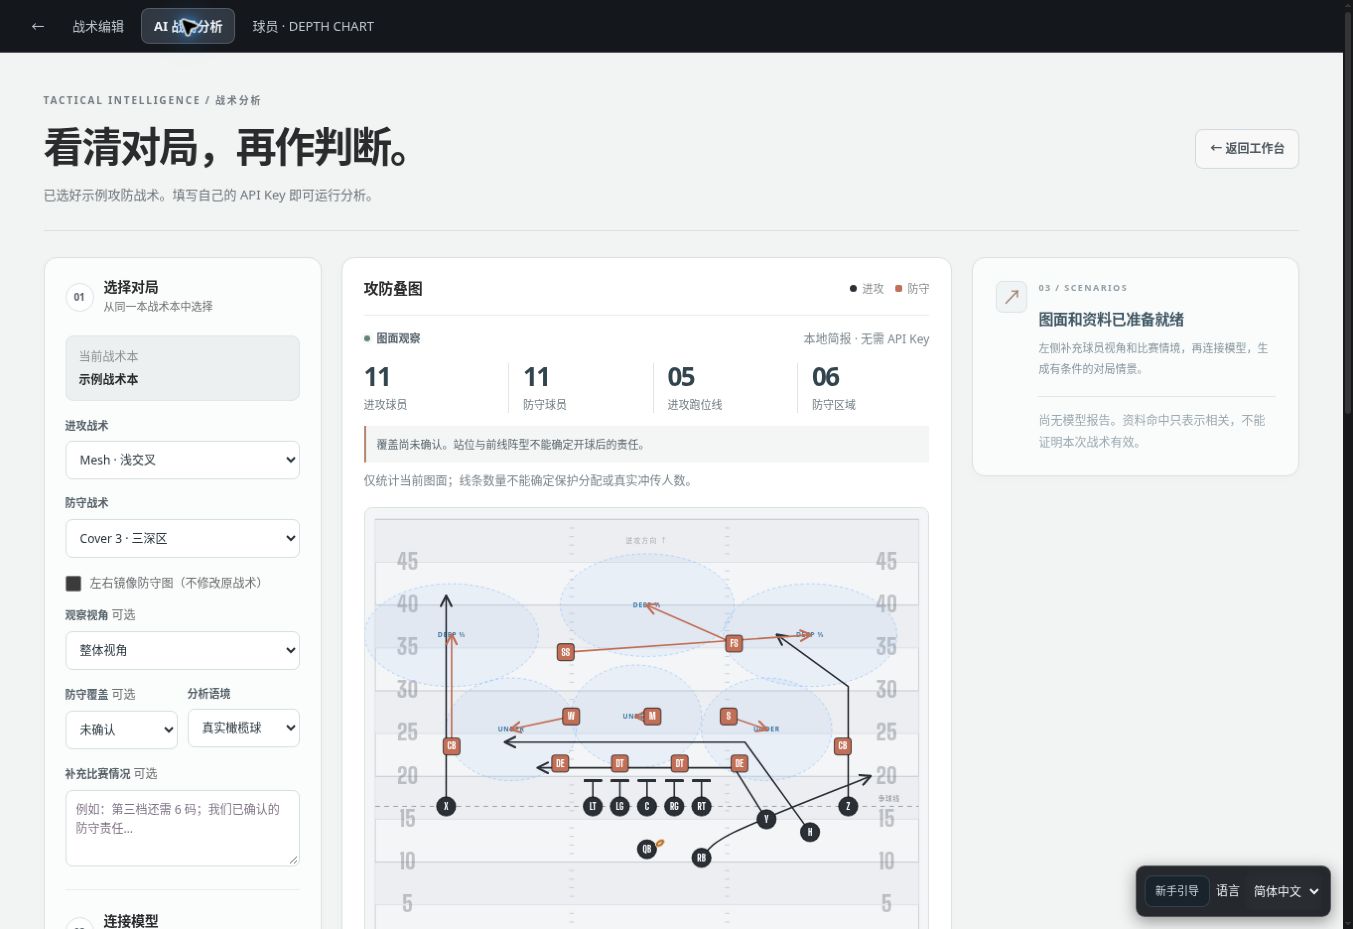 ←
战术编辑
AI 战 分析
球员 · DEPTH CHART
TACTICAL INTELLIGENCE / 战术分析
看清对局，再作判断。
← 返回工作台
已选好示例攻防战术。填写自己的 API Key 即可运行分析。
01
选择对局
从同一本战术本中选择
当前战术本
示例战术本
进攻战术
Mesh · 浅交叉
防守战术
Cover 3 · 三深区
左右镜像防守图（不修改原战术）
观察视角 可选
整体视角
防守覆盖 可选
分析语境
未确认
真实橄榄球
补充比赛情况 可选
例如：第三档还需 6 码；我们已确认的
防守责任...
连接模型
攻防叠图
进攻
防守
图面观察
本地简报 · 无需 API Key
11
11
05
06
进攻球员
防守球员
进攻跑位线
防守区域
覆盖尚未确认。站位与前线阵型不能确定开球后的责任。
仅统计当前图面；线条数量不能确定保护分配或真实冲传人数。
进攻方向 ↑
45
45
40
40
35
35
30
30
25
25
20
20
15
15
10
10
5
5
SS
FS
W
M
S
CB
CB
DE
DT
DT
DE
争球线
X
LT
LG
C
RG
RT
Z
Y
H
QB
RB
03 / SCENARIOS
图面和资料已准备就绪
左侧补充球员视角和比赛情境，再连接模型，生
成有条件的对局情景。
尚无模型报告。资料命中只表示相关，不能
证明本次战术有效。
新手引导
语言
简体中文